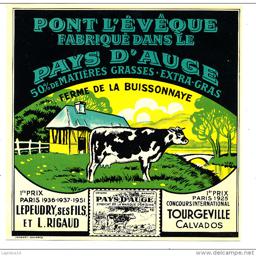 PONT L'ÉVÊQUE
FABRIQUÉ DANS LE
PAYS D'AUGE
50% DE MATIÈRES GRASSES - EXTRA-GRAS
FERME DE LA BUISSONNAYE
1ER PRIX
PARIS 1936-1937-1951
LEPEUDRY, SES FILS,
ET L. RIGAUD
PAYS D'AUGE
1ER PRIX
PARIS 1925
CONCOURS INTERNATIONAL
TOURGEVILLE
CALVADOS